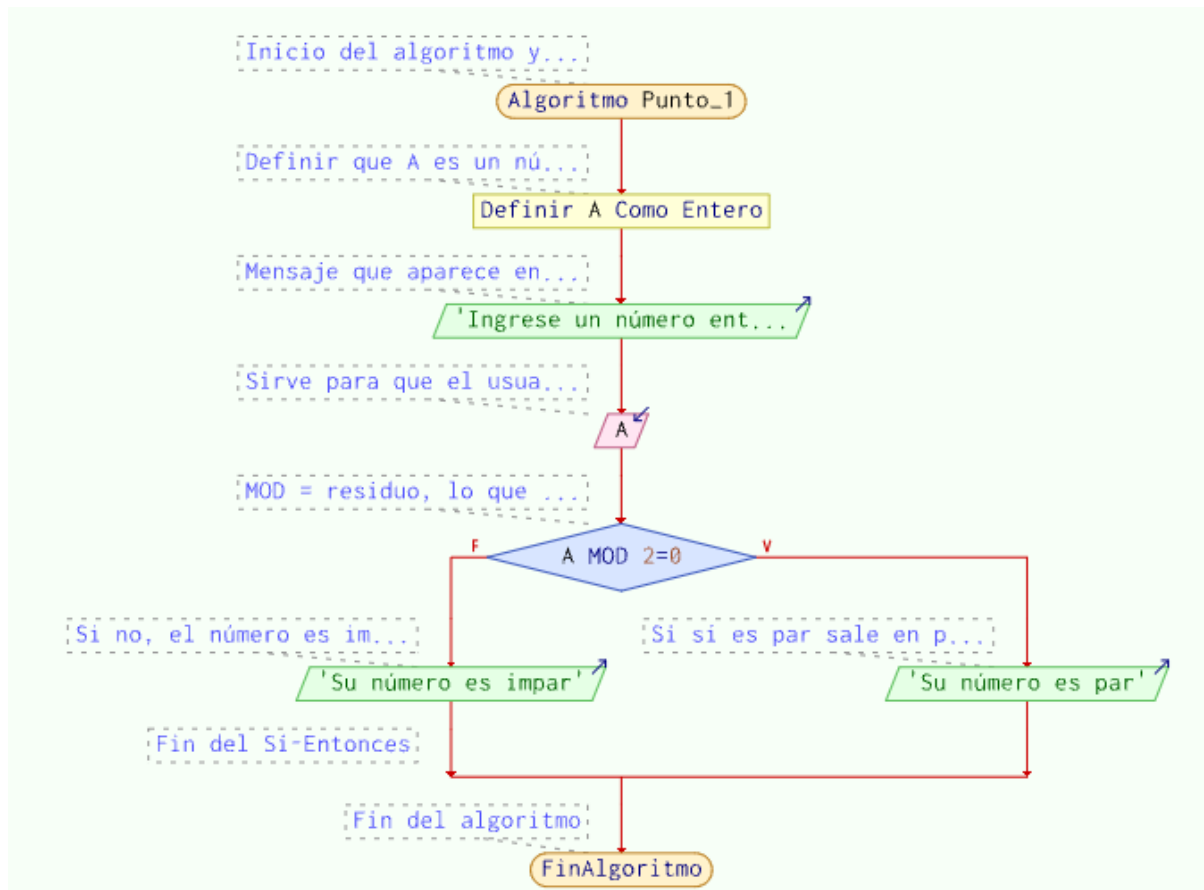 Inicio del algoritmo y...
Algoritmo Punto_1
Definir que A es un nú...
Definir A Como Entero
Mensaje que aparece en...
'Ingrese un número ent...
Sirve para que el usua...
A
MOD = residuo, lo que ...
F
A MOD 2=0
V
Si no, el número es im...
Si sí es par sale en p...
'Su número es impar'
'Su número es par'
Fin del Si-Entonces
Fin del algoritmo
FinAlgoritmo